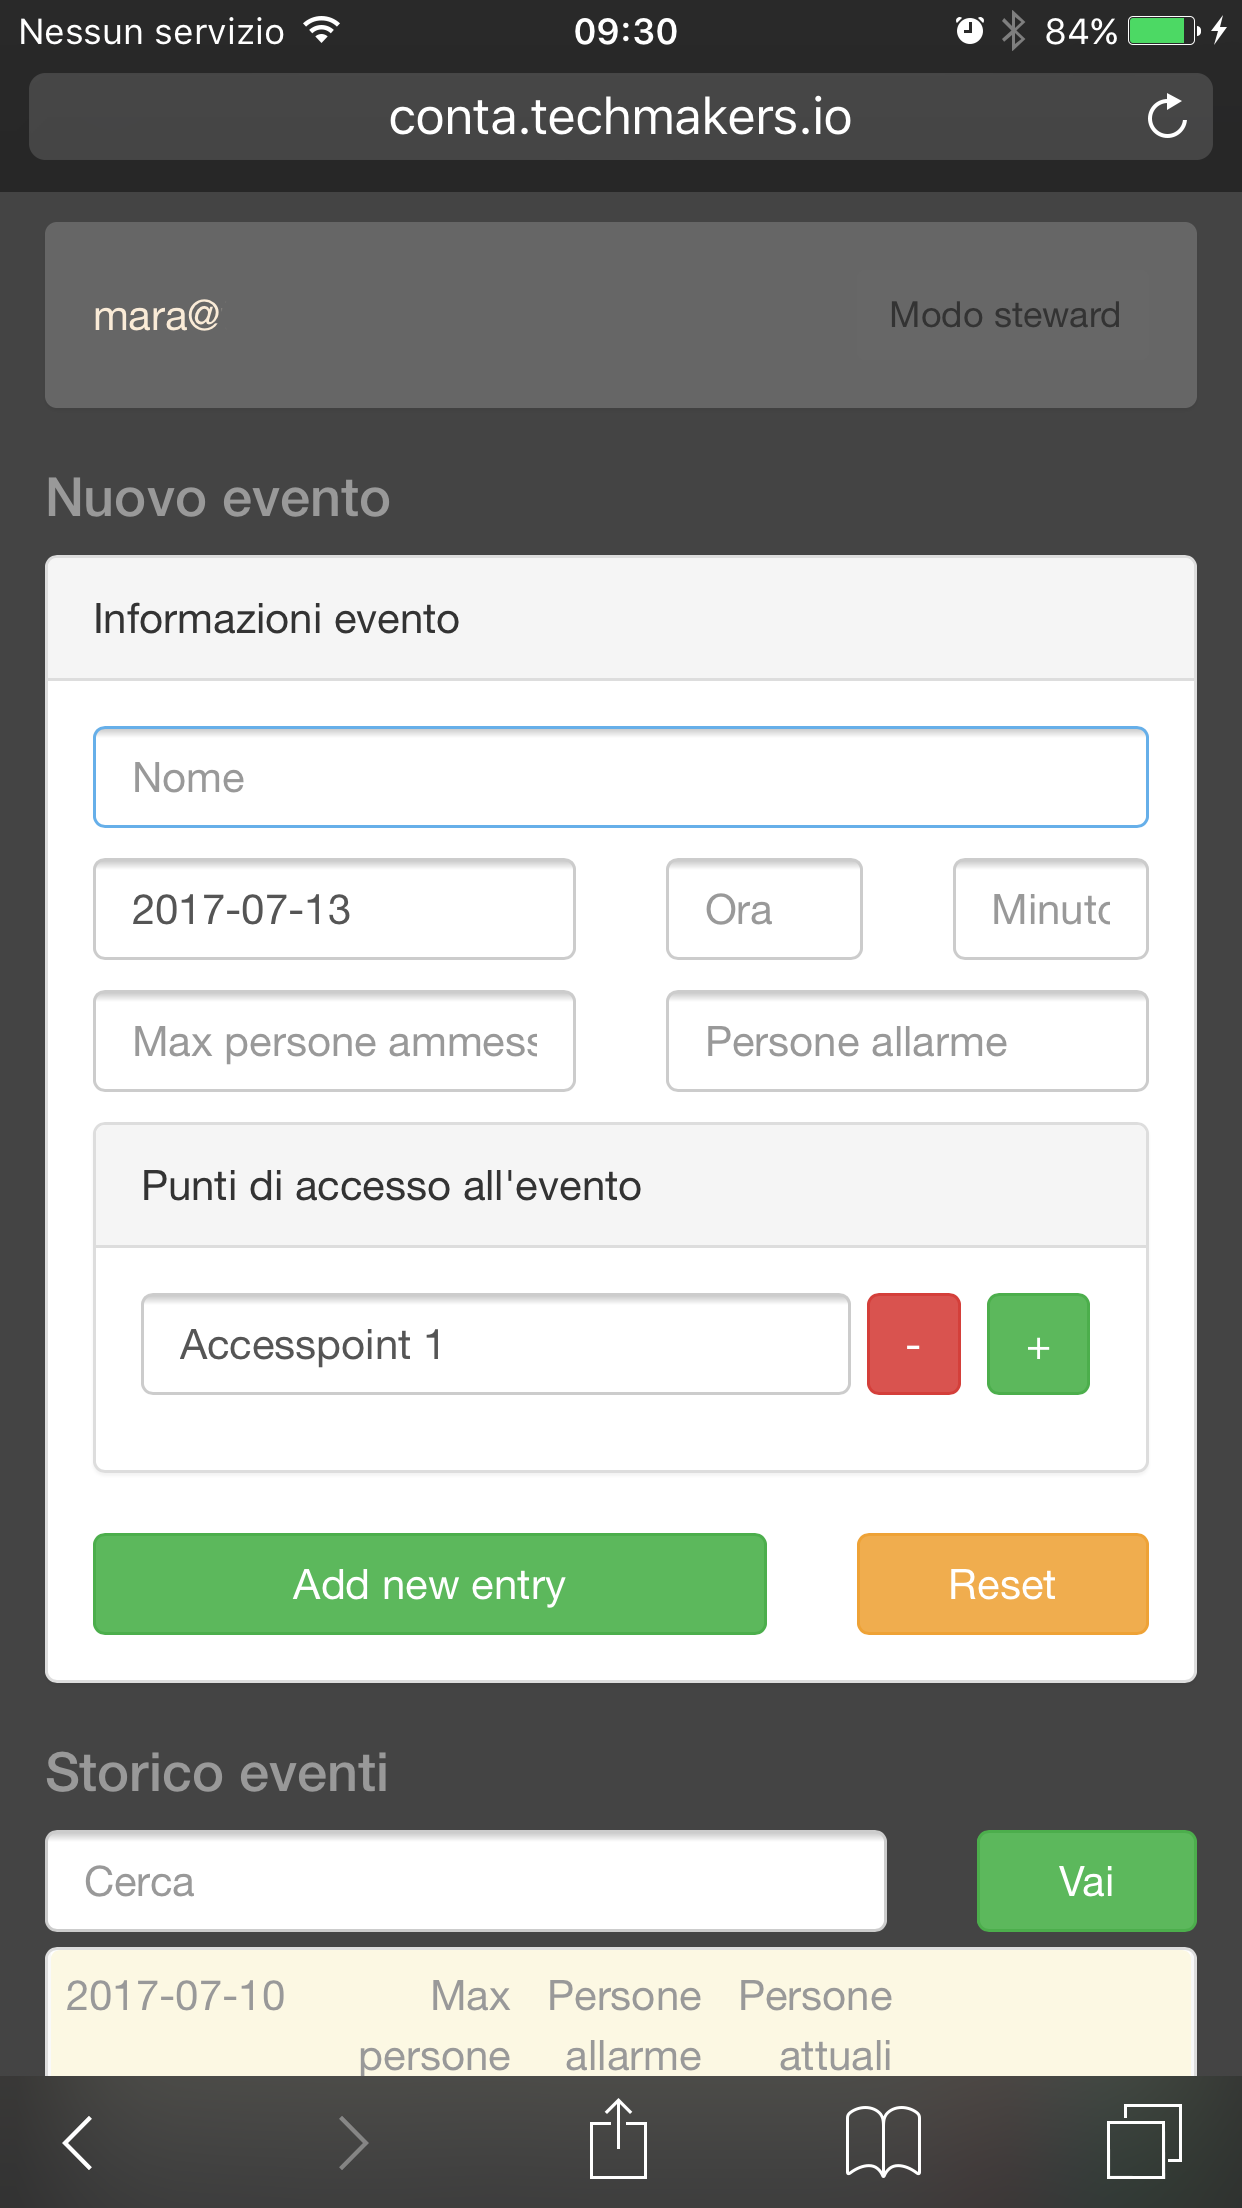 Nessun servizio 09:30 84%
conta.techmakers.io
mara@ Modo steward
Nuovo evento
Informazioni evento
Nome
2017-07-13 Ora Minuto
Max persone ammess Persone allarme
Punti di accesso all'evento
Accesspoint 1 - +
Add new entry Reset
Storico eventi
Cerca Vai
2017-07-10 Max Persone Persone
persone allarme attuali